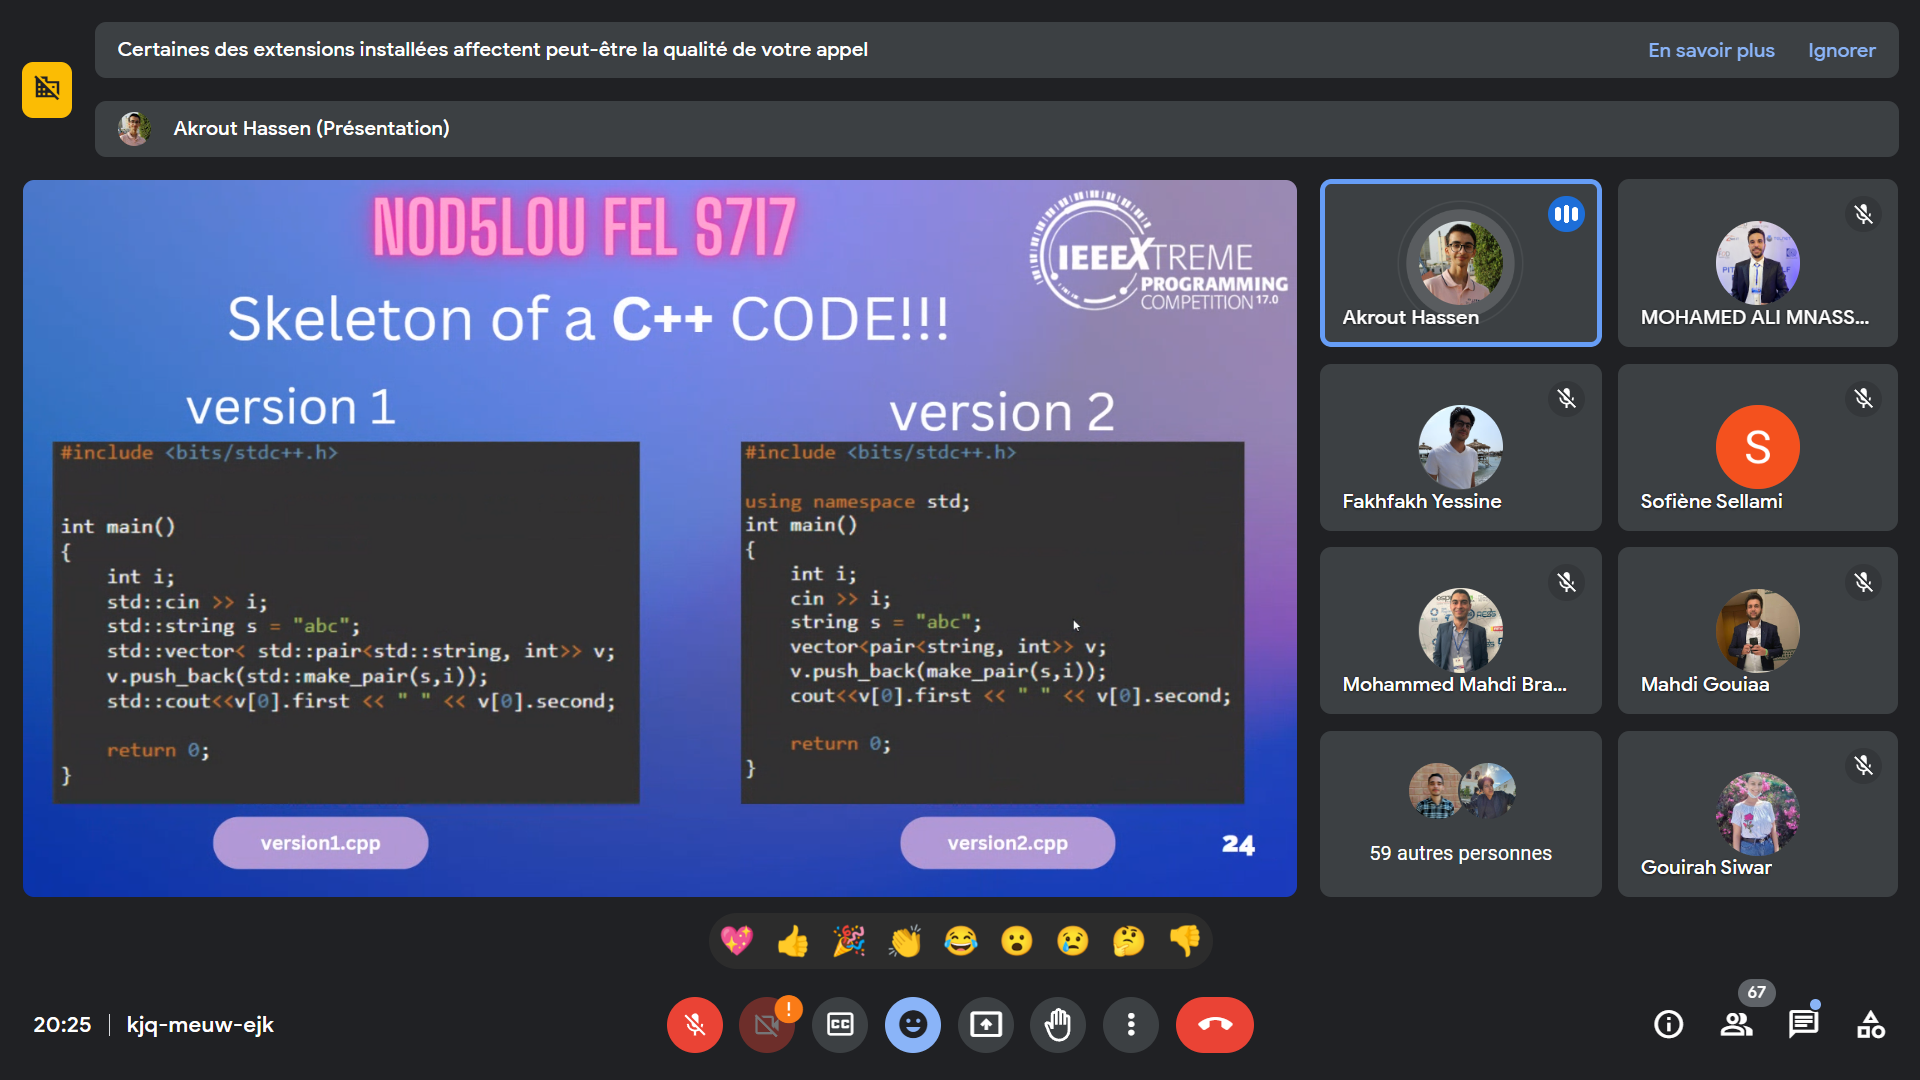 Certaines des extensions installées affectent peut-être la qualité de votre appel
En savoir plus
Ignorer
Akrout Hassen (Présentation)
NOD5LOU FEL S7I7
IEEEXTREME
PROGRAMMING
COMPETITION 17.0
Skeleton of a C++ CODE!!!
version 1
#include <bits/stdc++.h>
int main()
{
int i;
std::cin >> i;
std::string s = "abc";
std::vector< std::pair<std::string, int>> v;
v.push_back(std::make_pair(s,i));
std::cout<<v[0].first << " " << v[0].second;
return 0;
}
version1.cpp
version 2
#include <bits/stdc++.h>
using namespace std;
int main()
{
int i;
cin >> i;
string s = "abc";
vector<pair<string, int>> v;
v.push_back(make_pair(s,i));
cout<<v[0].first << " " << v[0].second;
return 0;
}
version2.cpp
24
Akrout Hassen
MOHAMED ALI MNASS...
Fakhfakh Yessine
S
Sofiène Sellami
Mohammed Mahdi Bra...
Mahdi Gouiaa
59 autres personnes
Gouirah Siwar
20:25
kjq-meuw-ejk
!
CC
67